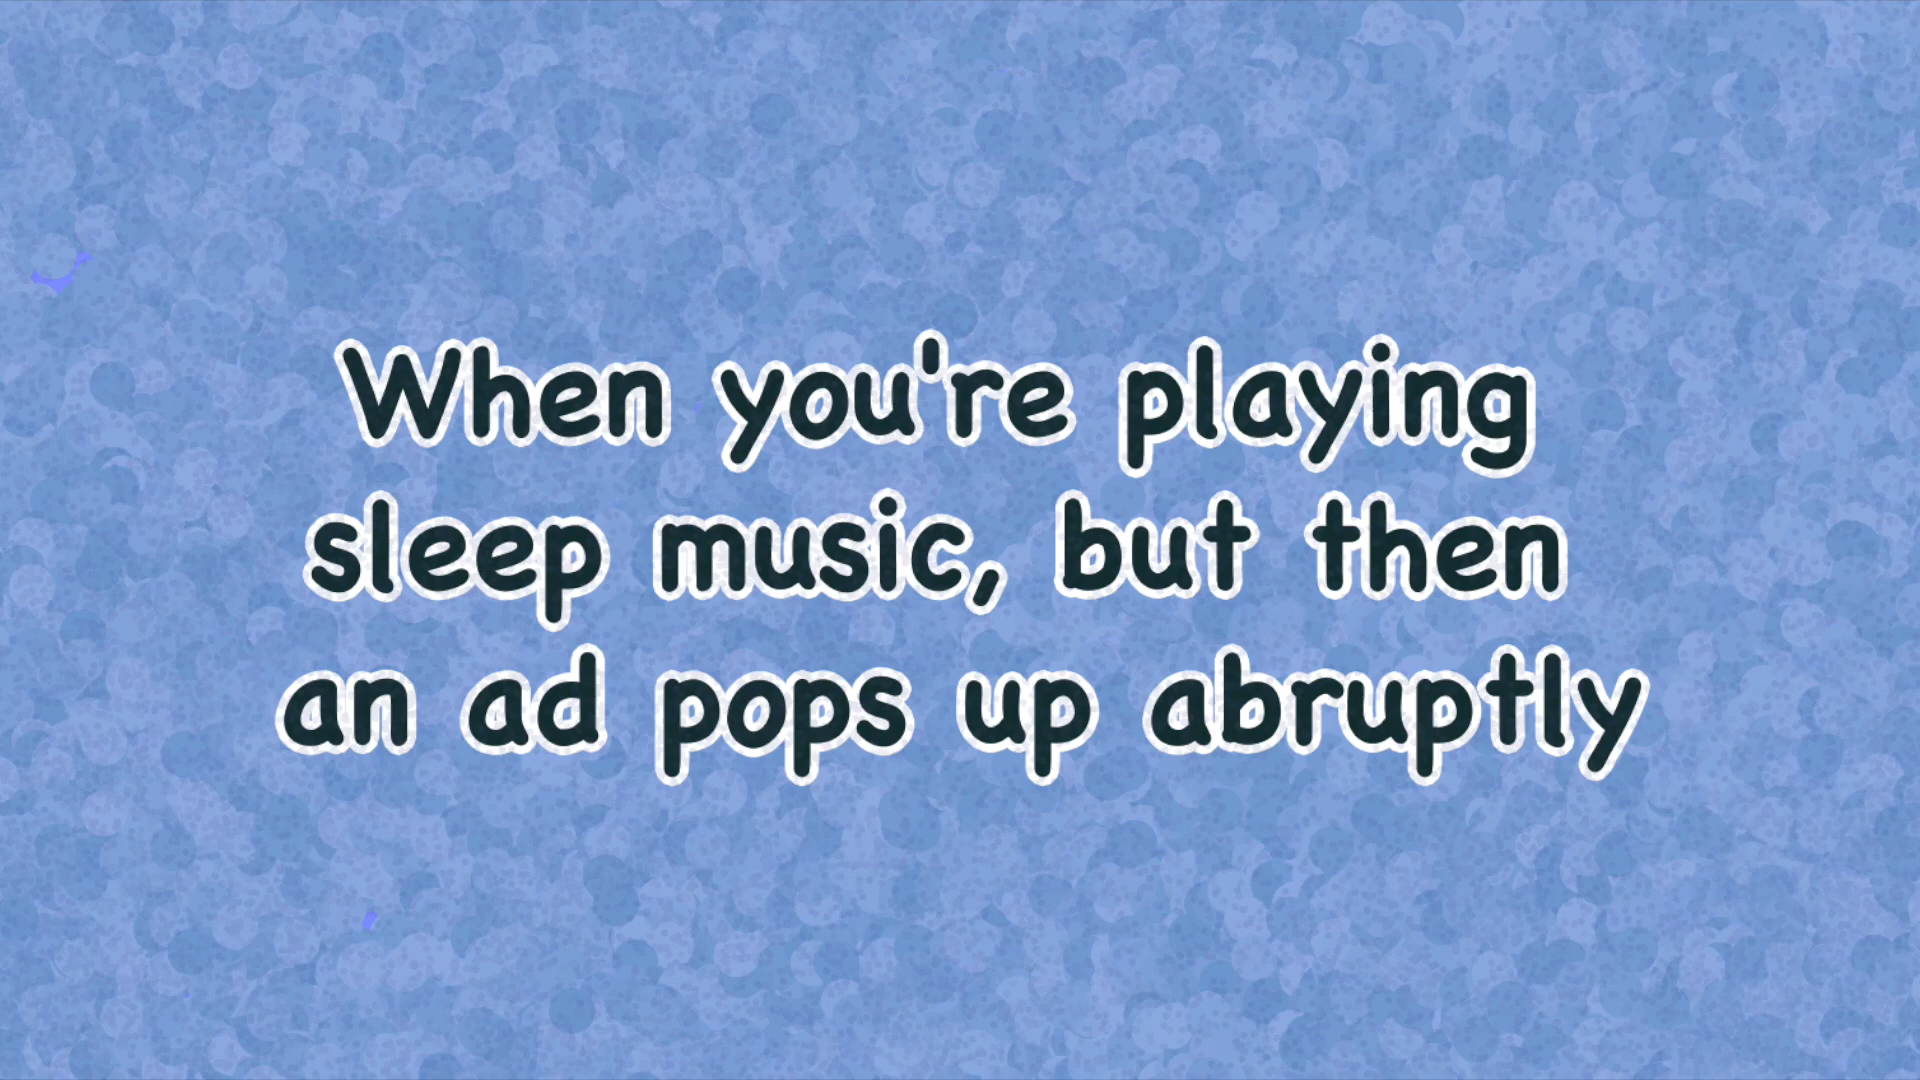 When you're playing
sleep music, but then
an ad pops up abruptly